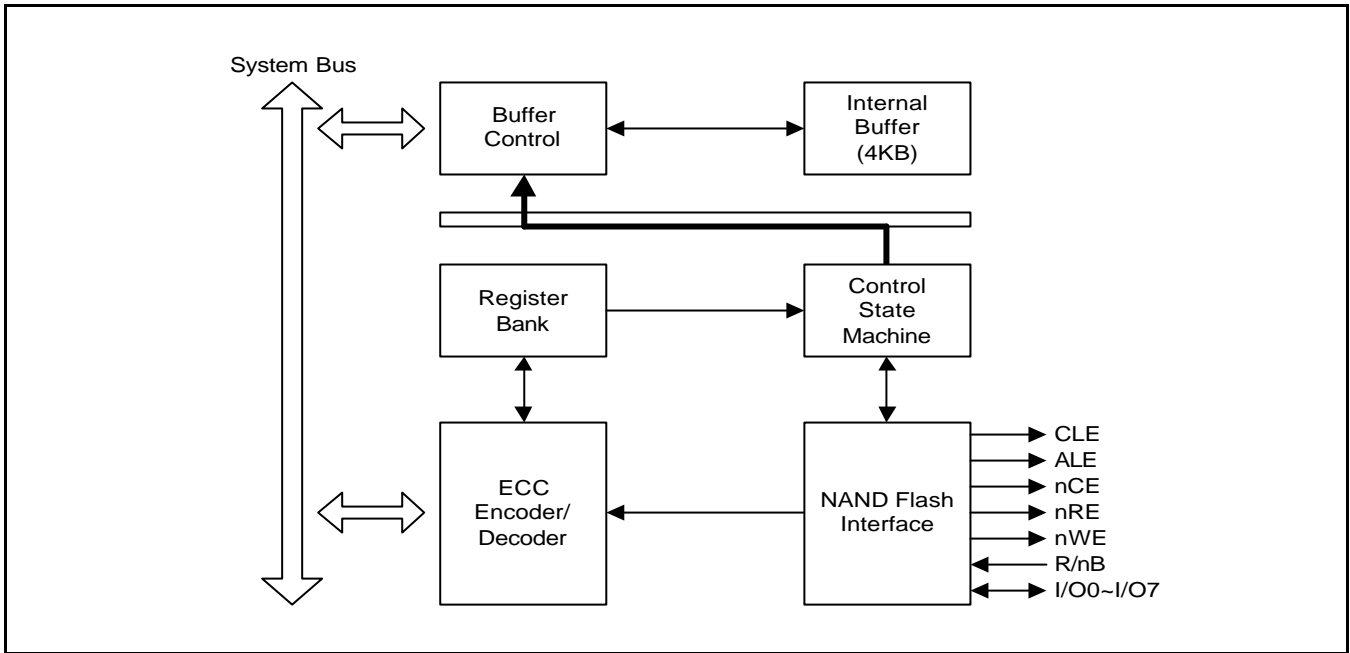 System Bus
Buffer
Control
Internal
Buffer
(4KB)
Register
Bank
Control
State
Machine
ECC
Encoder/
Decoder
NAND Flash
Interface
CLE
ALE
nCE
nRE
nWE
R/nB
I/O0~I/O7